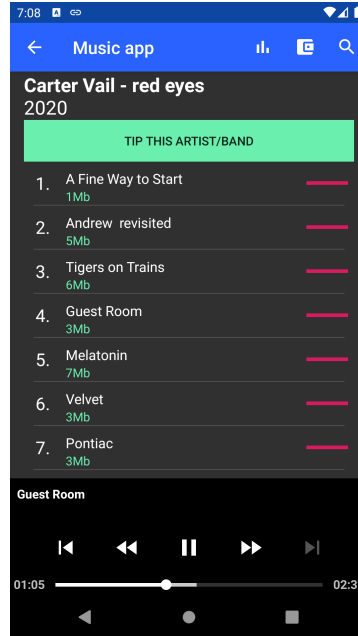 7:08
Music app
Carter Vail - red eyes
2020
TIP THIS ARTIST/BAND
1. A Fine Way to Start
1Mb
2. Andrew revisited
5Mb
3. Tigers on Trains
6Mb
4. Guest Room
3Mb
5. Melatonin
7Mb
6. Velvet
3Mb
7. Pontiac
3Mb
Guest Room
01:05